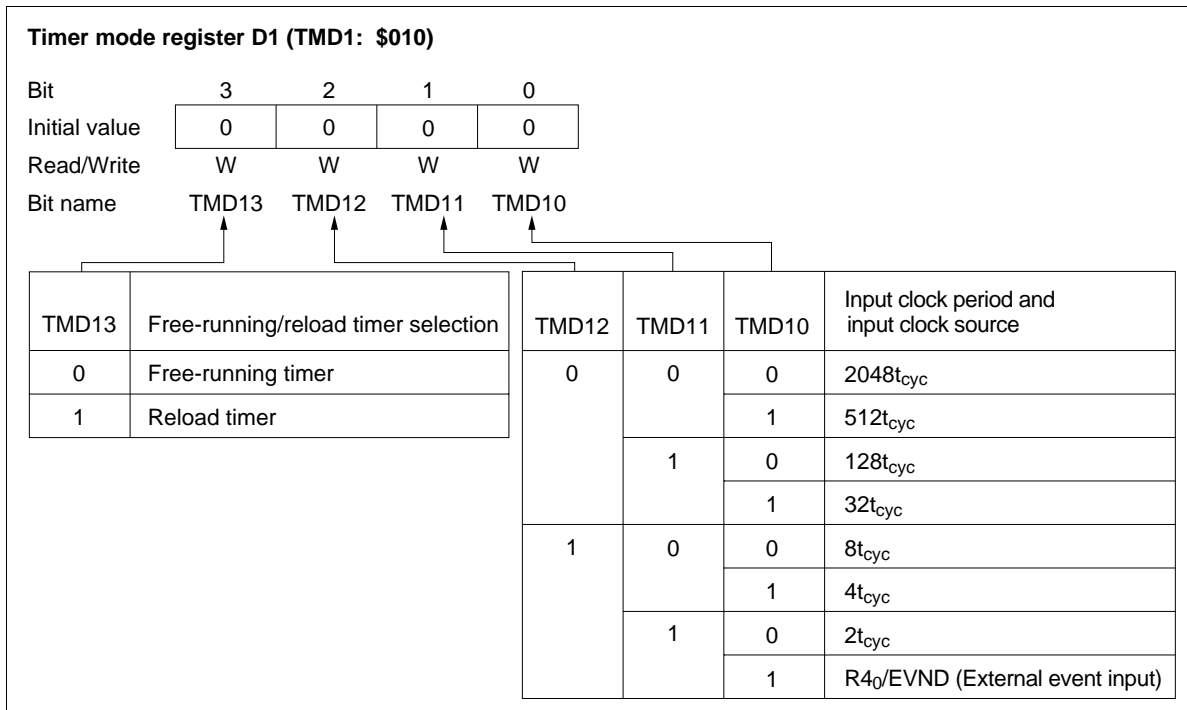 Timer mode register D1 (TMD1: $010)
Bit 3 2 1 0
Initial value 0 0 0 0
Read/Write W W W W
Bit name TMD13 TMD12 TMD11 TMD10
TMD13 Free-running/reload timer selection
0 Free-running timer
1 Reload timer
TMD12 TMD11 TMD10 Input clock period and
input clock source
0 0 0 2048tcyc
1 512tcyc
1 0 128tcyc
1 32tcyc
1 0 0 8tcyc
1 4tcyc
1 0 2tcyc
1 R40/EVND (External event input)